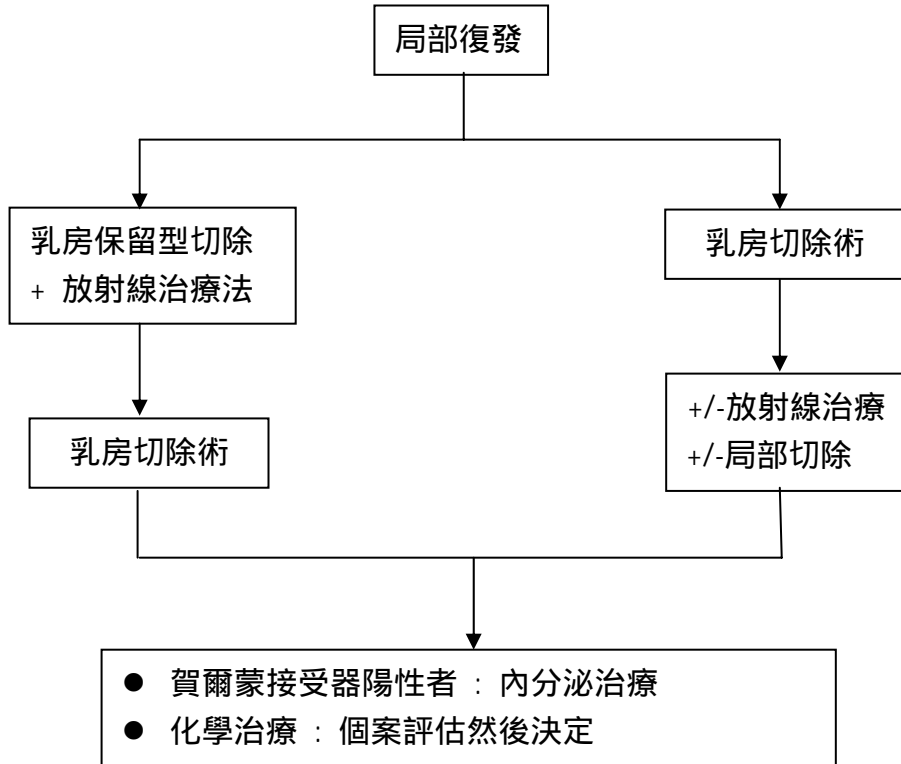 局部復發
乳房保留型切除
+ 放射線治療法
乳房切除術
乳房切除術
+/-放射線治療
+/-局部切除
● 賀爾蒙接受器陽性者 : 內分泌治療
● 化學治療 : 個案評估然後決定